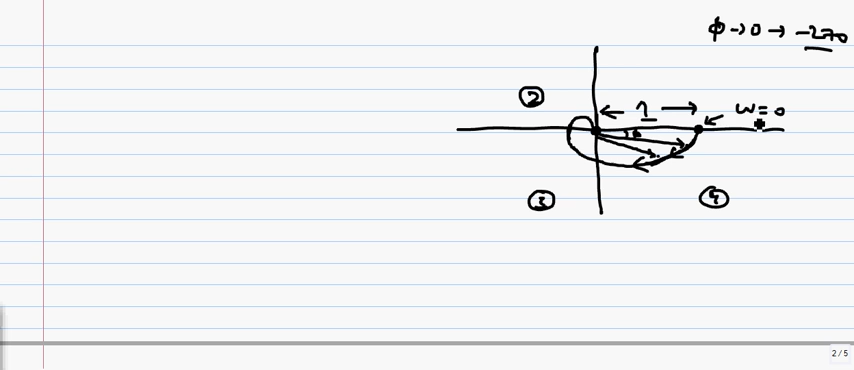 ϕ → 0 → -270
② ← 1 → ω = 0
③ ④
2 / 5